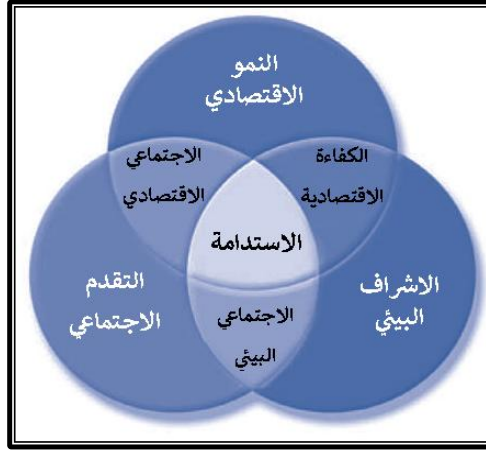 النمو
الاقتصادي
الكفاءة
الاقتصادية
الاجتماعي
الاقتصادي
الاستدامة
الاشراف
البيئي
التقدم
الاجتماعي
الاجتماعي
البيئي